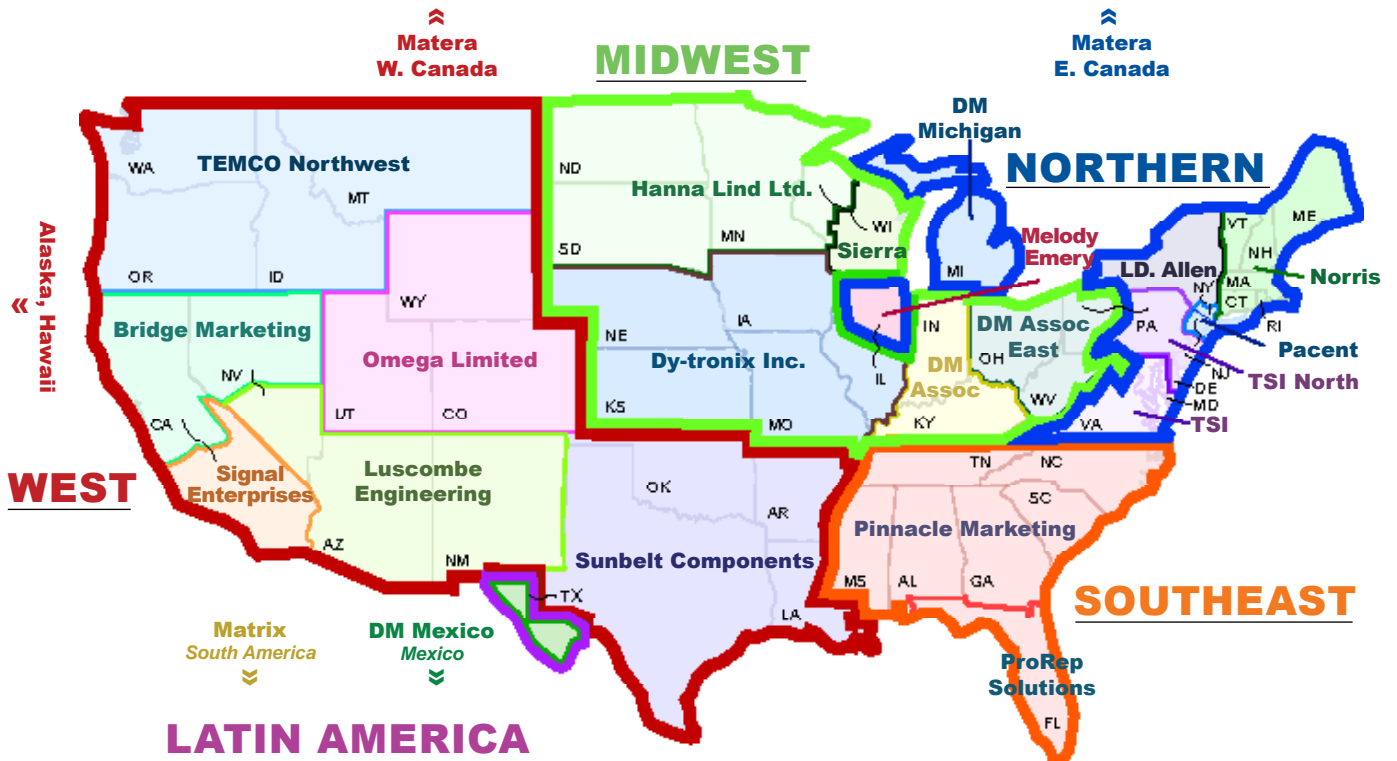 Matera
W. Canada
MIDWEST
Matera
E. Canada
DM
Michigan
NORTHERN
WA
TEMCO Northwest
MT
OR
ID
ND
Hanna Lind Ltd.
SD
MN
WI
Sierra
MI
Melody
Emery
LD. Allen
NY
VT
ME
NH
MA
CT
RI
Norris
Alaska, Hawaii
WY
Bridge Marketing
NV
CA
Omega Limited
UT
CO
NE
IA
Dy-tronix Inc.
KS
MO
IL
IN
DM
Assoc
KY
DM Assoc
East
OH
WV
PA
Pacent
NJ
TSI North
DE
MD
TSI
VA
WEST
Signal
Enterprises
Luscombe
Engineering
AZ
NM
OK
AR
Sunbelt Components
TX
LA
TN
NC
SC
Pinnacle Marketing
MS
AL
GA
SOUTHEAST
ProRep
Solutions
FL
Matrix
South America
DM Mexico
Mexico
LATIN AMERICA